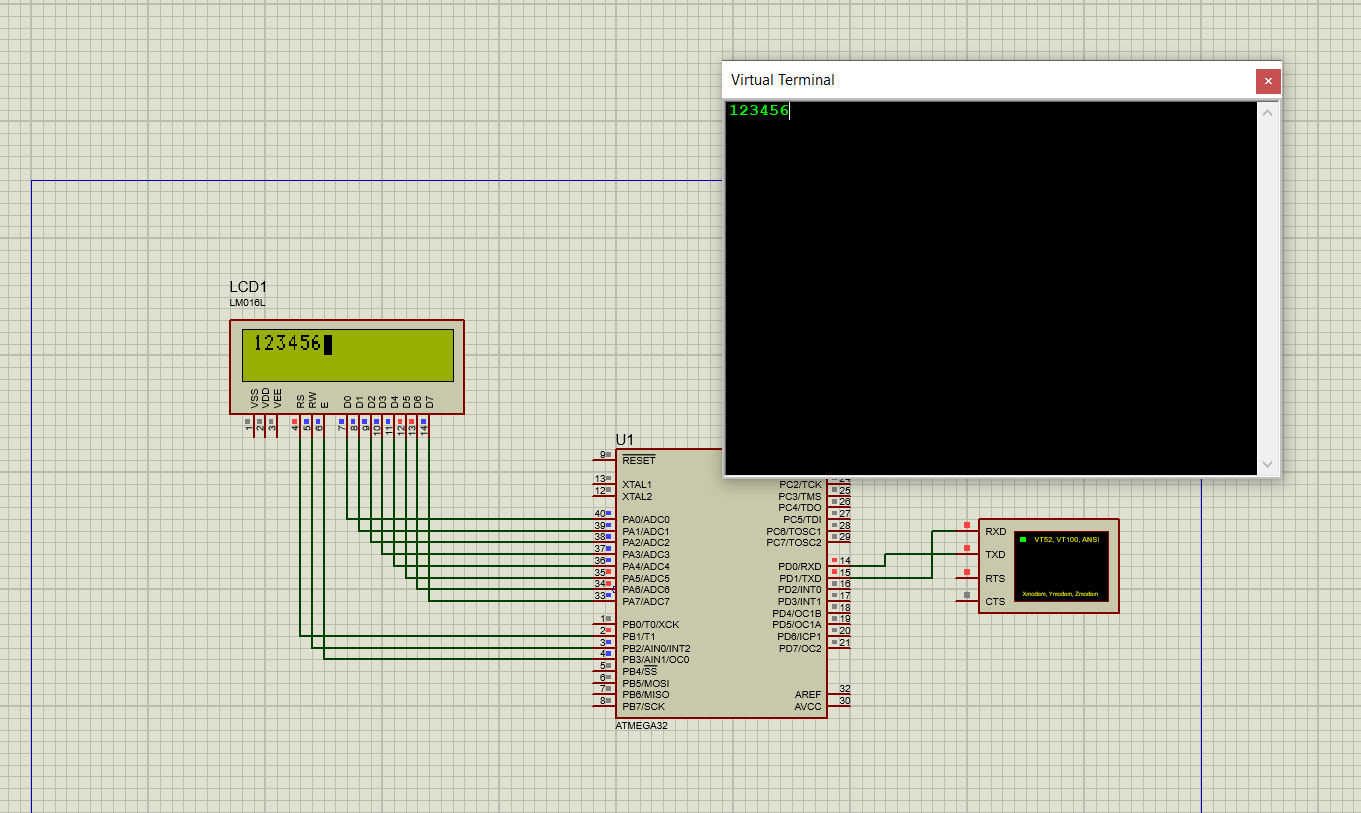 Virtual Terminal
123456
LCD1
LM016L
123456
VSS VDD VEE RS RW E D0 D1 D2 D3 D4 D5 D6 D7
1 2 3 4 5 6 7 8 9 10 11 12 13 14
U1
9 RESET
13 XTAL1
12 XTAL2
40 PA0/ADC0
39 PA1/ADC1
38 PA2/ADC2
37 PA3/ADC3
36 PA4/ADC4
35 PA5/ADC5
34 PA6/ADC6
33 PA7/ADC7
1 PB0/T0/XCK
2 PB1/T1
3 PB2/AIN0/INT2
4 PB3/AIN1/OC0
5 PB4/SS
6 PB5/MOSI
7 PB6/MISO
8 PB7/SCK
PC2/TCK 24
PC3/TMS 25
PC4/TDO 26
PC5/TDI 27
PC6/TOSC1 28
PC7/TOSC2 29
PD0/RXD 14
PD1/TXD 15
PD2/INT0 16
PD3/INT1 17
PD4/OC1B 18
PD5/OC1A 19
PD6/ICP1 20
PD7/OC2 21
AREF 32
AVCC 30
ATMEGA32
RXD
TXD
RTS
CTS
VT52, VT100, ANSI
Xmodem, Ymodem, Zmodem